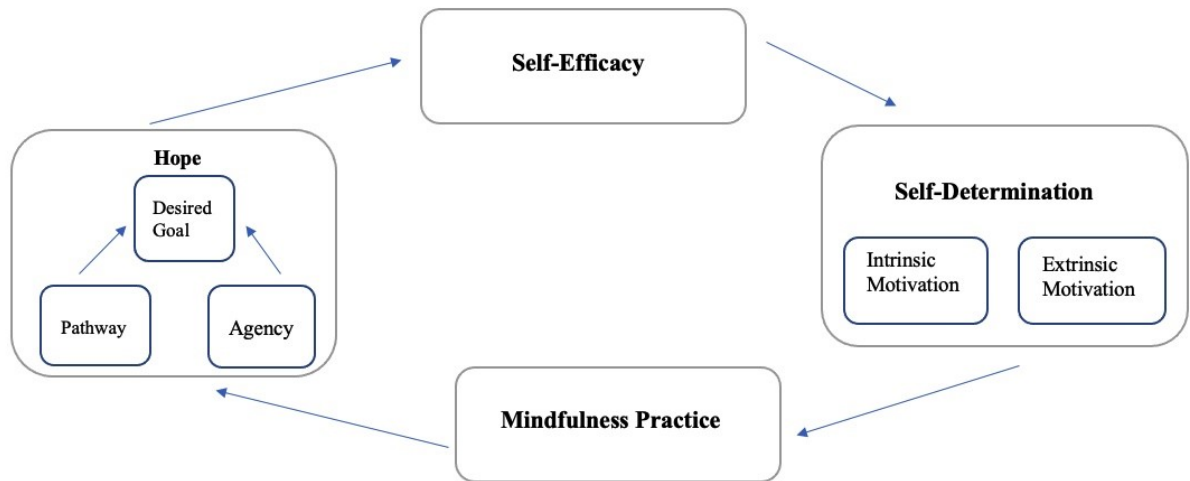 Self-Efficacy
Hope
Desired
Goal
Pathway
Agency
Self-Determination
Intrinsic
Motivation
Extrinsic
Motivation
Mindfulness Practice